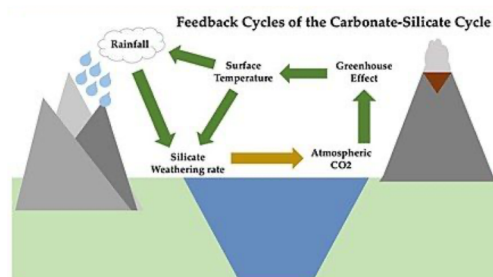 Feedback Cycles of the Carbonate-Silicate Cycle
Rainfall
Surface
Temperature
Greenhouse
Effect
Silicate
Weathering rate
Atmospheric
CO2